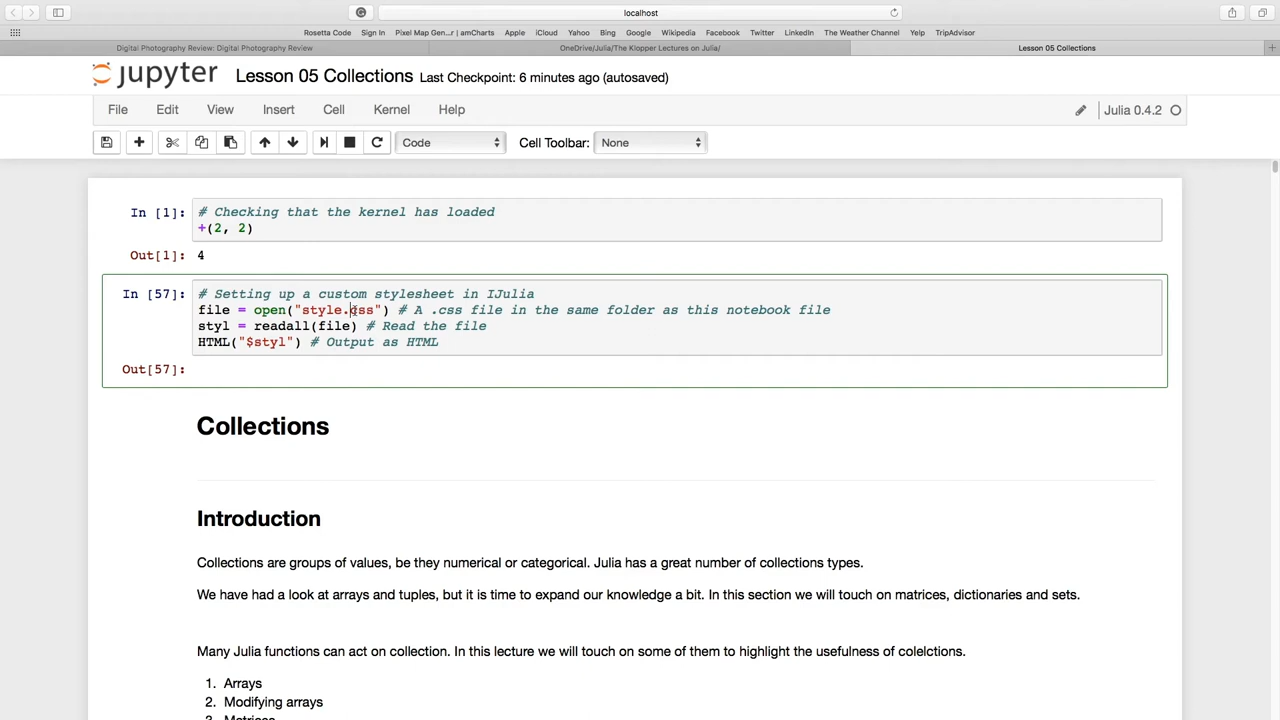 localhost
Rosetta Code Sign In Pixel Map Gen...r | amCharts Apple iCloud Yahoo Bing Google Wikipedia Facebook Twitter LinkedIn The Weather Channel Yelp TripAdvisor
Digital Photography Review: Digital Photography Review OneDrive/Julia/The Klopper Lectures on Julia/ Lesson 05 Collections
jupyter Lesson 05 Collections Last Checkpoint: 6 minutes ago (autosaved)
File Edit View Insert Cell Kernel Help Julia 0.4.2
Code Cell Toolbar: None
In [1]: # Checking that the kernel has loaded
+(2, 2)
Out[1]: 4
In [57]: # Setting up a custom stylesheet in IJulia
file = open("style.css") # A .css file in the same folder as this notebook file
styl = readall(file) # Read the file
HTML("$styl") # Output as HTML
Out[57]:
Collections
Introduction
Collections are groups of values, be they numerical or categorical. Julia has a great number of collections types.
We have had a look at arrays and tuples, but it is time to expand our knowledge a bit. In this section we will touch on matrices, dictionaries and sets.
Many Julia functions can act on collection. In this lecture we will touch on some of them to highlight the usefulness of colelctions.
1. Arrays
2. Modifying arrays
3. Matrices